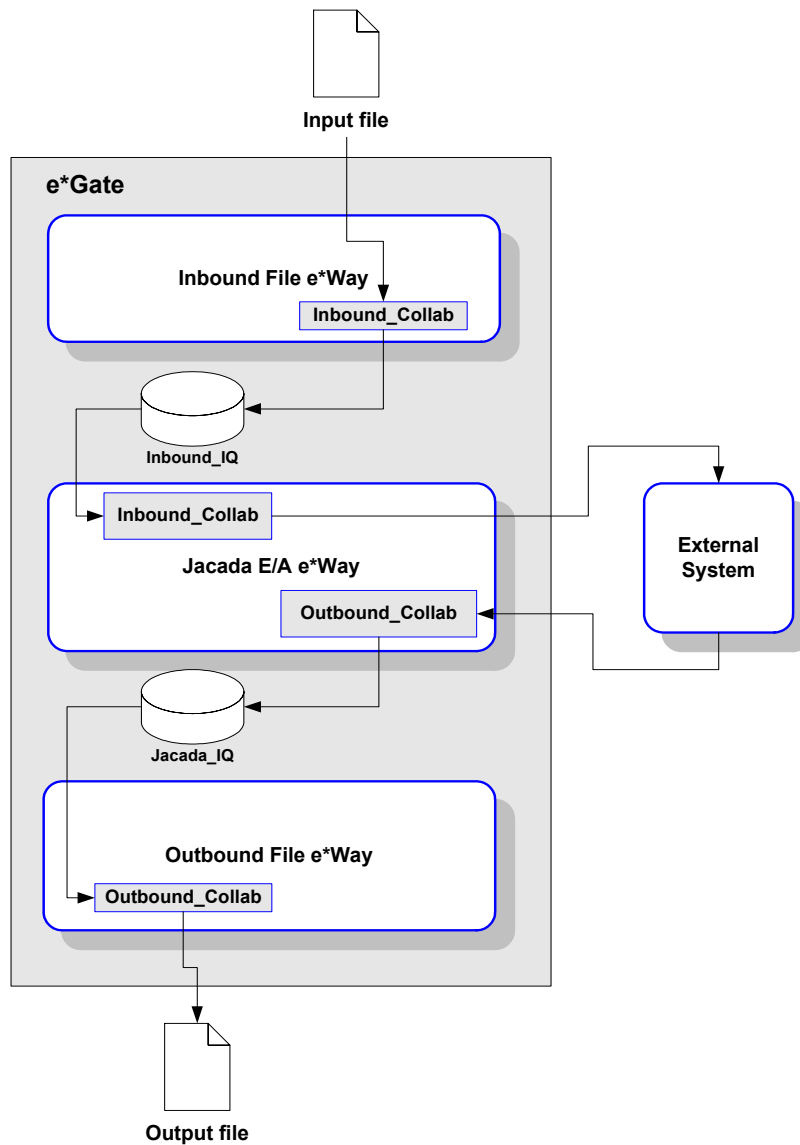 Input file
e*Gate
Inbound File e*Way
Inbound_Collab
Inbound_IQ
Inbound_Collab
Jacada E/A e*Way
Outbound_Collab
External
System
Jacada_IQ
Outbound File e*Way
Outbound_Collab
Output file